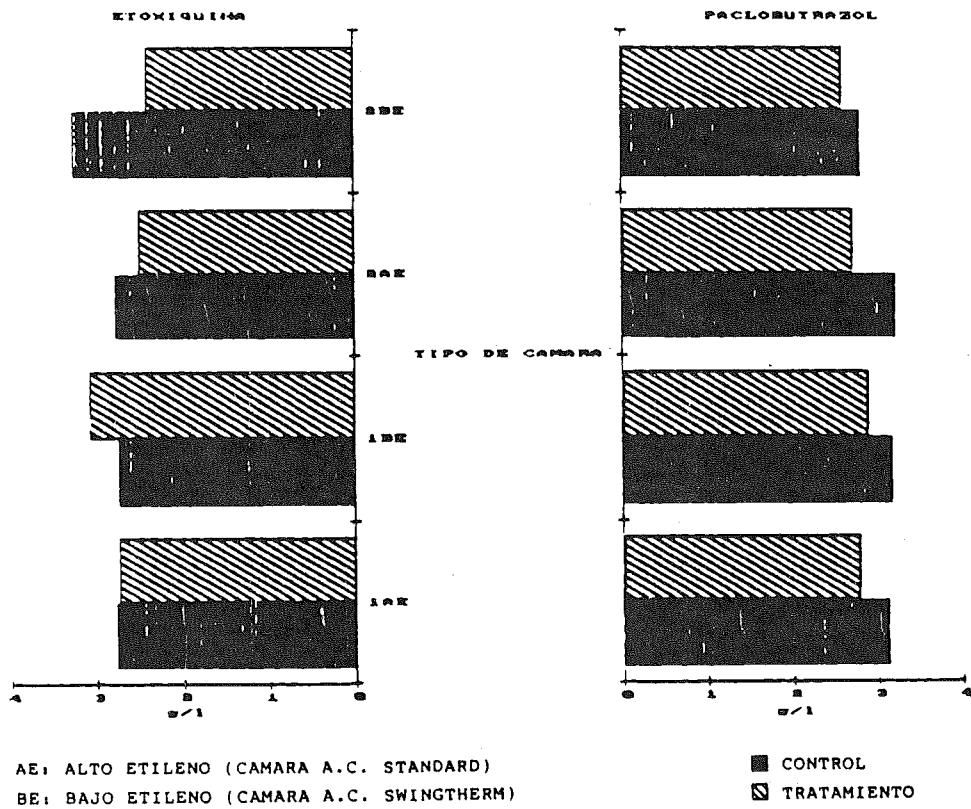 ETOXIQUINA
PACLOBUTRAZOL
2BE
2AE
TIPO DE CAMARA
1BE
1AE
4 3 2 1 0
g/l
0 1 2 3 4
g/l
AE: ALTO ETILENO (CAMARA A.C. STANDARD)
BE: BAJO ETILENO (CAMARA A.C. SWINGTHERM)
CONTROL
TRATAMIENTO